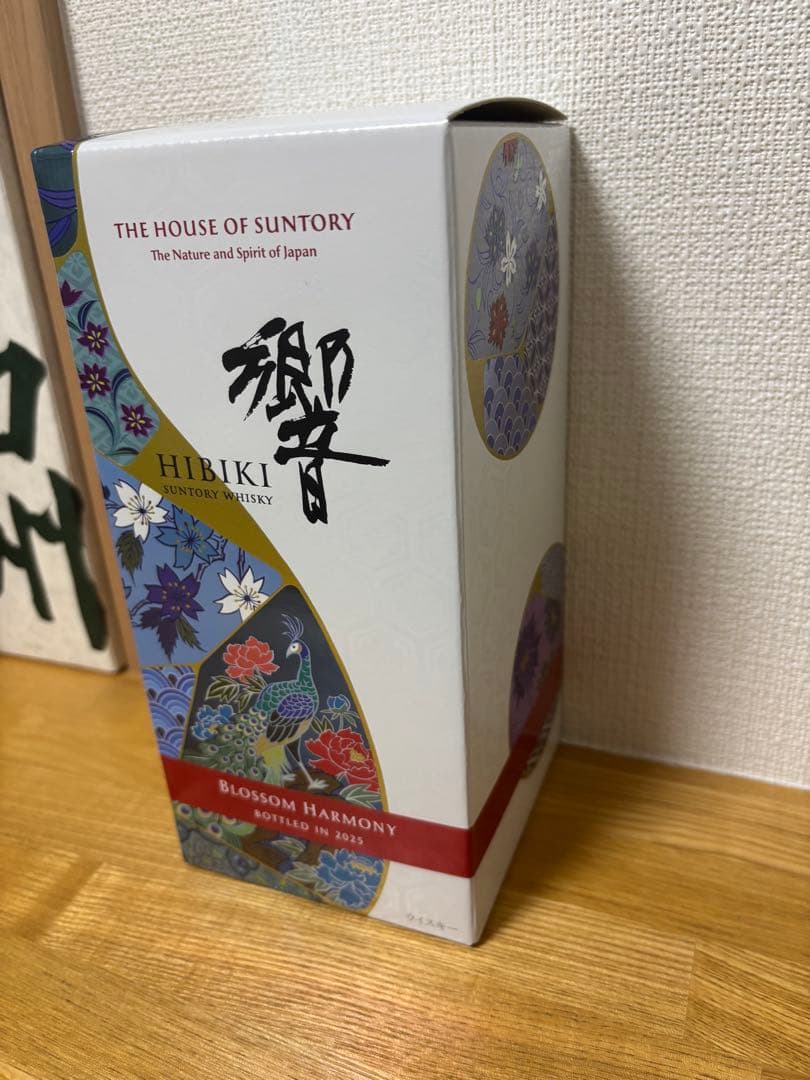 THE HOUSE OF SUNTORY
The Nature and Spirit of Japan
響
HIBIKI
SUNTORY WHISKY
BLOSSOM HARMONY
BOTTLED IN 2025
ウイスキー
州